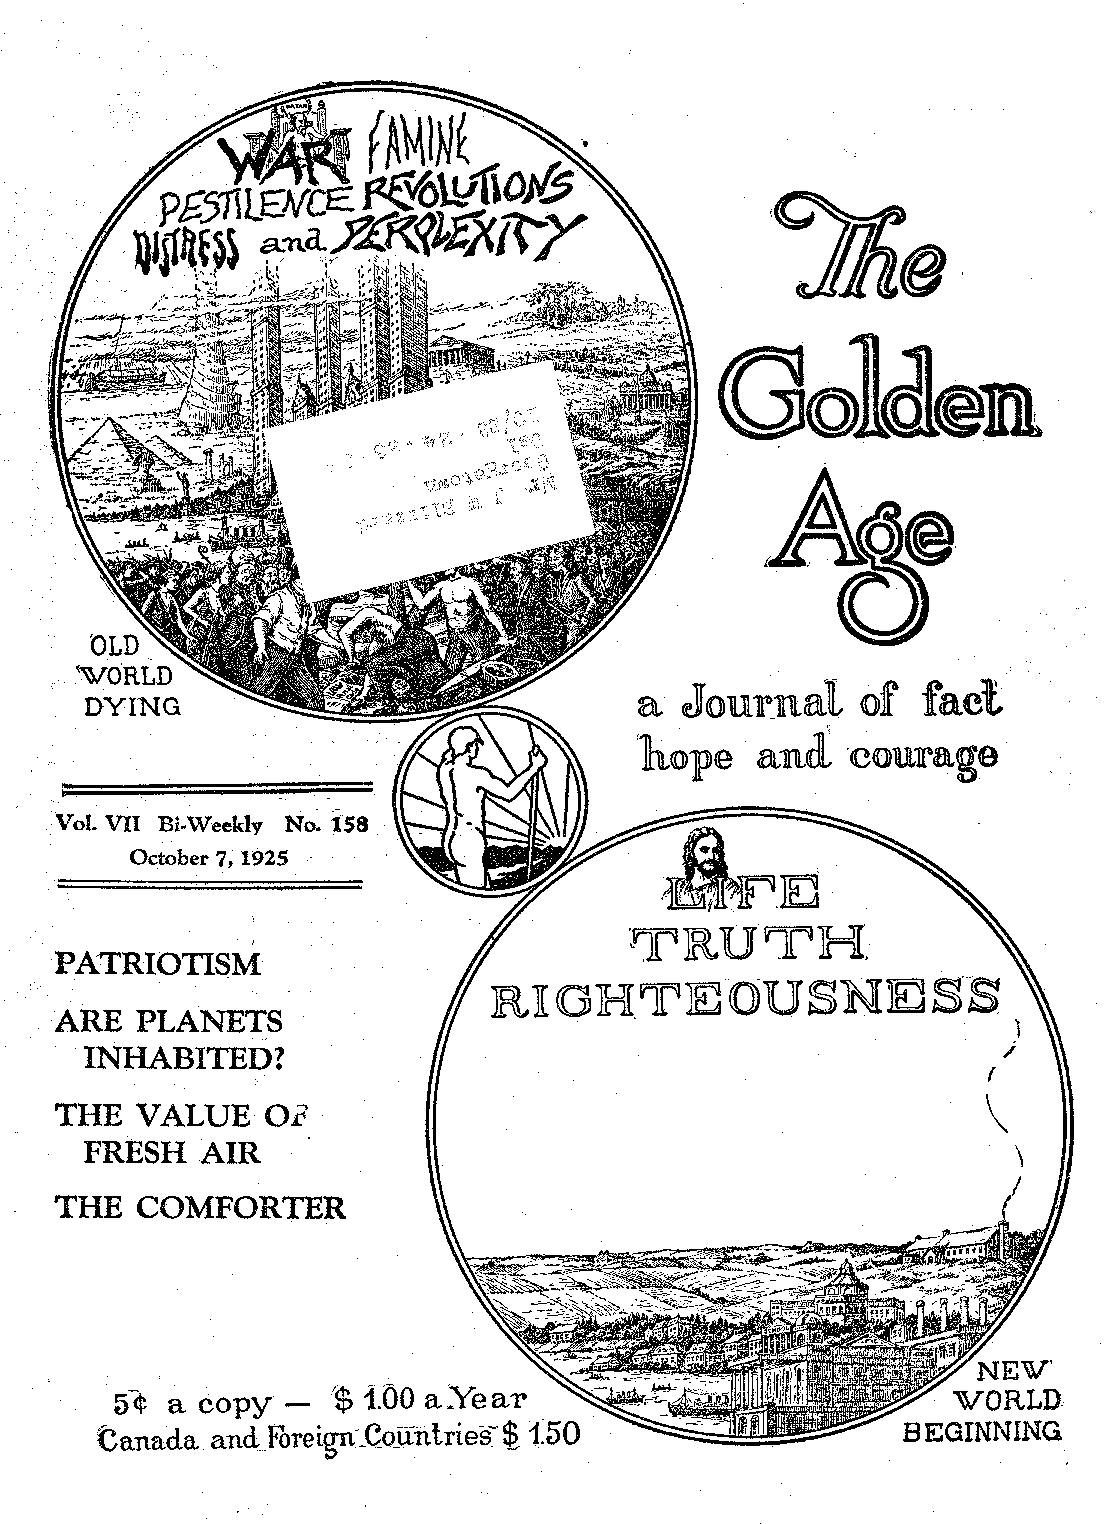 SATAN
WAR FAMINE
PESTILENCE REVOLUTIONS
DISTRESS and PERPLEXITY
The
Golden
Age
OLD
WORLD
DYING
a Journal of fact
hope and courage
Vol. VII Bi-Weekly No. 158
October 7, 1925
LIFE
TRUTH
RIGHTEOUSNESS
PATRIOTISM
ARE PLANETS
INHABITED?
THE VALUE OF
FRESH AIR
THE COMFORTER
NEW
WORLD
BEGINNING
5¢ a copy — $1.00 a Year
Canada and Foreign Countries $1.50